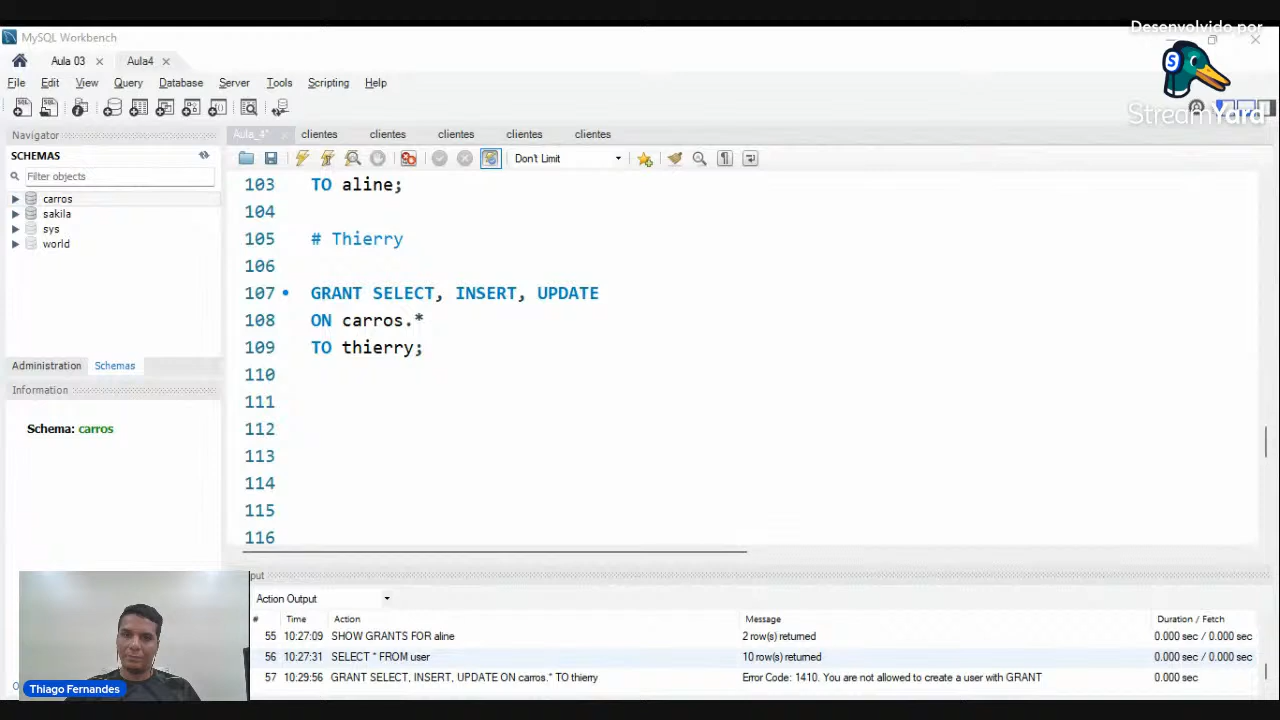 Desenvolvido por
StreamYard
MySQL Workbench
Aula 03
Aula4
File Edit View Query Database Server Tools Scripting Help
Navigator
SCHEMAS
Filter objects
carros
sakila
sys
world
Administration Schemas
Information
Schema: carros
Aula_4* clientes clientes clientes clientes clientes
Don't Limit
103 TO aline;
104
105 # Thierry
106
107 GRANT SELECT, INSERT, UPDATE
108 ON carros.*
109 TO thierry;
110
111
112
113
114
115
116
Action Output
# Time Action Message Duration / Fetch
55 10:27:09 SHOW GRANTS FOR aline 2 row(s) returned 0.000 sec / 0.000 sec
56 10:27:31 SELECT * FROM user 10 row(s) returned 0.000 sec / 0.000 sec
57 10:29:56 GRANT SELECT, INSERT, UPDATE ON carros.* TO thierry Error Code: 1410. You are not allowed to create a user with GRANT 0.000 sec
Thiago Fernandes